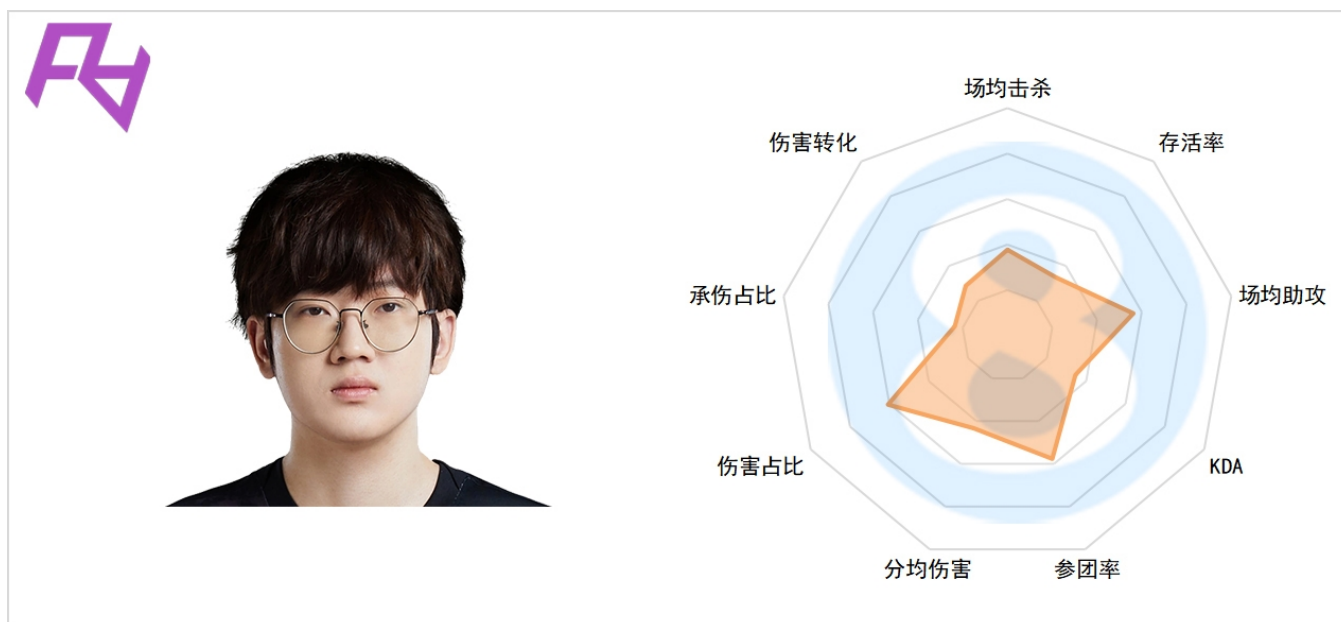 场均击杀
伤害转化
存活率
承伤占比
场均助攻
伤害占比
KDA
分均伤害
参团率